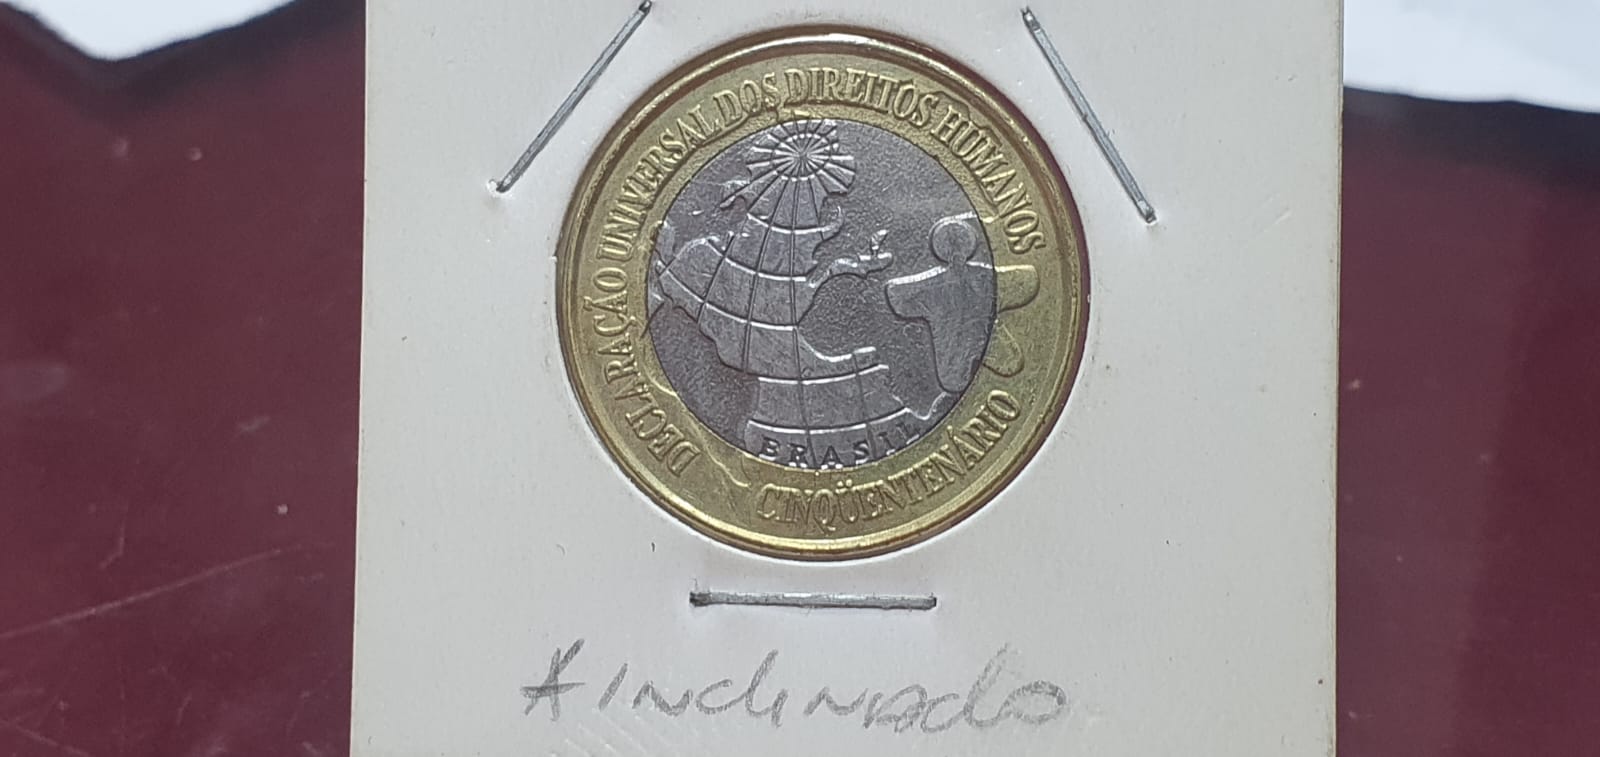 DECLARAÇÃO UNIVERSAL DOS DIREITOS HUMANOS
BRASIL
CINQÜENTENÁRIO
* INCLINADO